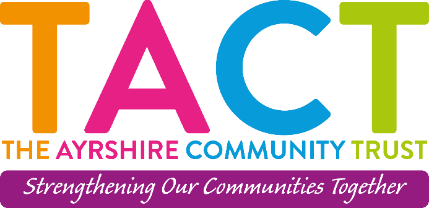 TACT
THE AYRSHIRE COMMUNITY TRUST
Strengthening Our Communities Together